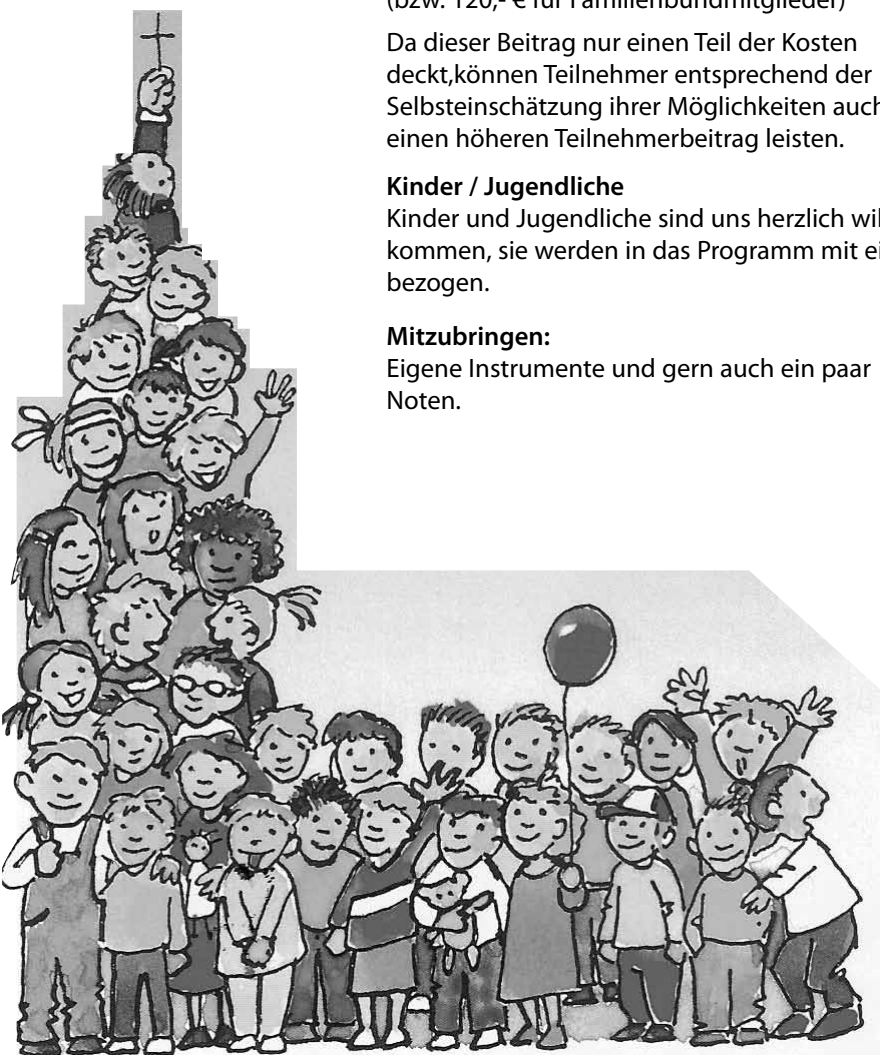 (bzw. 120,- € für Familienbundmitglieder)
Da dieser Beitrag nur einen Teil der Kosten
deckt,können Teilnehmer entsprechend der
Selbsteinschätzung ihrer Möglichkeiten auch
einen höheren Teilnehmerbeitrag leisten.
Kinder / Jugendliche
Kinder und Jugendliche sind uns herzlich wil
kommen, sie werden in das Programm mit ei
bezogen.
Mitzubringen:
Eigene Instrumente und gern auch ein paar
Noten.